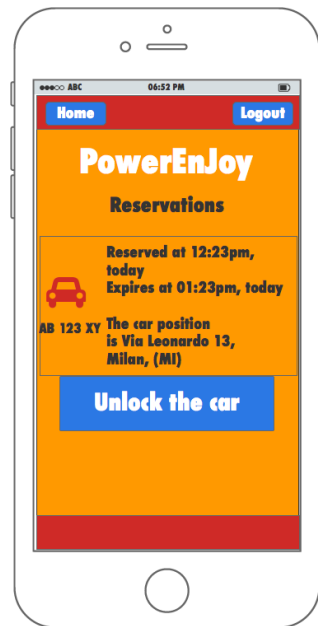 ABC 06:52 PM
Home Logout
PowerEnJoy
Reservations
Reserved at 12:23pm,
today
Expires at 01:23pm, today
AB 123 XY
The car position
is Via Leonardo 13,
Milan, (MI)
Unlock the car